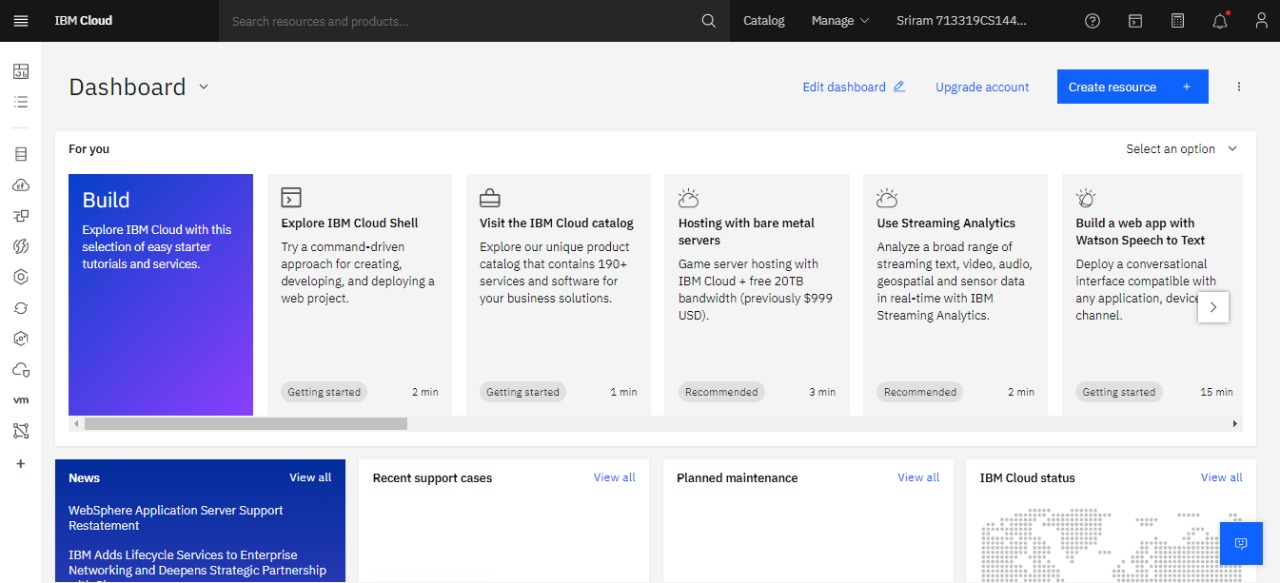 IBM Cloud
Search resources and products...
Catalog
Manage
Sriram 713319CS144...
Dashboard
Edit dashboard
Upgrade account
Create resource +
For you
Select an option
Build
Explore IBM Cloud with this
selection of easy starter
tutorials and services.
Explore IBM Cloud Shell
Try a command-driven
approach for creating,
developing, and deploying a
web project.
Getting started
2 min
Visit the IBM Cloud catalog
Explore our unique product
catalog that contains 190+
services and software for
your business solutions.
Getting started
1 min
Hosting with bare metal
servers
Game server hosting with
IBM Cloud + free 20TB
bandwidth (previously $999
USD).
Recommended
3 min
Use Streaming Analytics
Analyze a broad range of
streaming text, video, audio,
geospatial and sensor data
in real-time with IBM
Streaming Analytics.
Recommended
2 min
Build a web app with
Watson Speech to Text
Deploy a conversational
interface compatible with
any application, device
channel.
Getting started
15 min
vm
News
View all
WebSphere Application Server Support
Restatement
IBM Adds Lifecycle Services to Enterprise
Networking and Deepens Strategic Partnership
Recent support cases
View all
Planned maintenance
View all
IBM Cloud status
View all